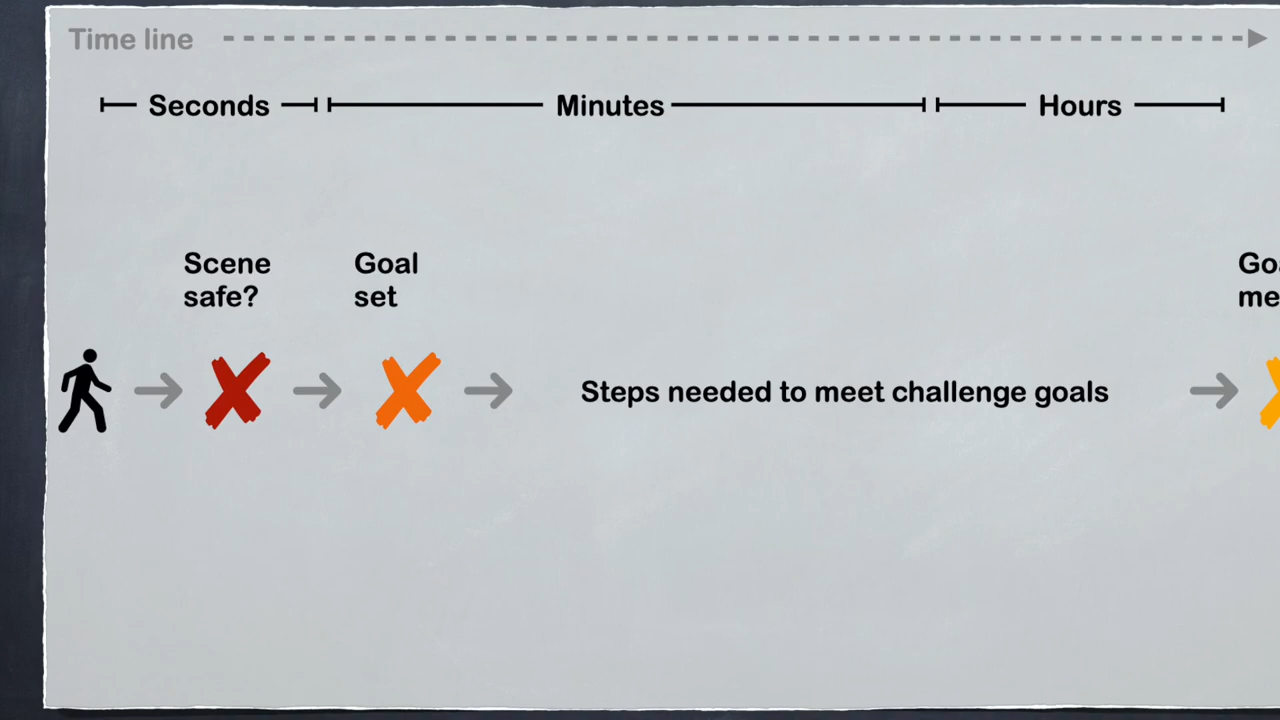 Time line
Seconds Minutes Hours
Scene
safe?
Goal
set
Steps needed to meet challenge goals